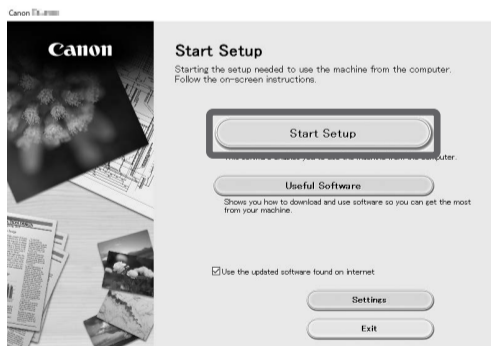 Canon
Canon
Start Setup
Starting the setup needed to use the machine from the computer.
Follow the on-screen instructions.
Start Setup
computer.
Useful Software
Shows you how to download and use software so you can get the most
from your machine.
Use the updated software found on internet
Settings
Exit